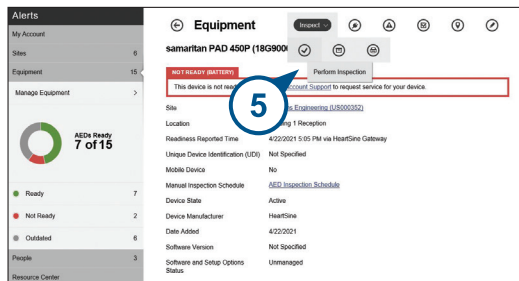 Alerts
My Account
Sites 6
Equipment 15
Manage Equipment >
AEDs Ready
7 of 15
Ready 7
Not Ready 2
Outdated 6
People 3
Resource Center
Equipment
Inspect
samaritan PAD 450P (18G9000
Perform Inspection
NOT READY (BATTERY)
This device is not read
ccount Support to request service for your device.
5
Site
s Engineering (US000352)
Location
ng 1 Reception
Readiness Reported Time 4/22/2021 5:05 PM via HeartSine Gateway
Unique Device Identification (UDI) Not Specified
Mobile Device No
Manual Inspection Schedule AED Inspection Schedule
Device State Active
Device Manufacturer HeartSine
Date Added 4/22/2021
Software Version Not Specified
Software and Setup Options Status Unmanaged